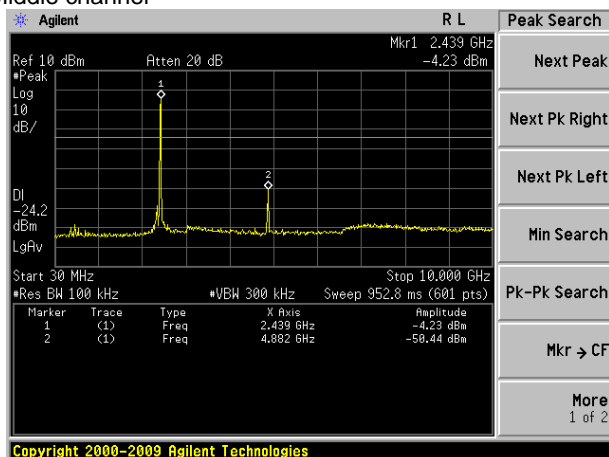 Middle channel
Agilent R L Peak Search
Mkr1 2.439 GHz
Ref 10 dBm Atten 20 dB -4.23 dBm
#Peak
Log
10
dB/
1
2
DI
-24.2
dBm
LgAv
Start 30 MHz Stop 10.000 GHz
#Res BW 100 kHz #VBW 300 kHz Sweep 952.8 ms (601 pts)
Marker Trace Type X Axis Amplitude
1 (1) Freq 2.439 GHz -4.23 dBm
2 (1) Freq 4.882 GHz -50.44 dBm
Next Peak
Next Pk Right
Next Pk Left
Min Search
Pk-Pk Search
Mkr → CF
More
1 of 2
Copyright 2000-2009 Agilent Technologies